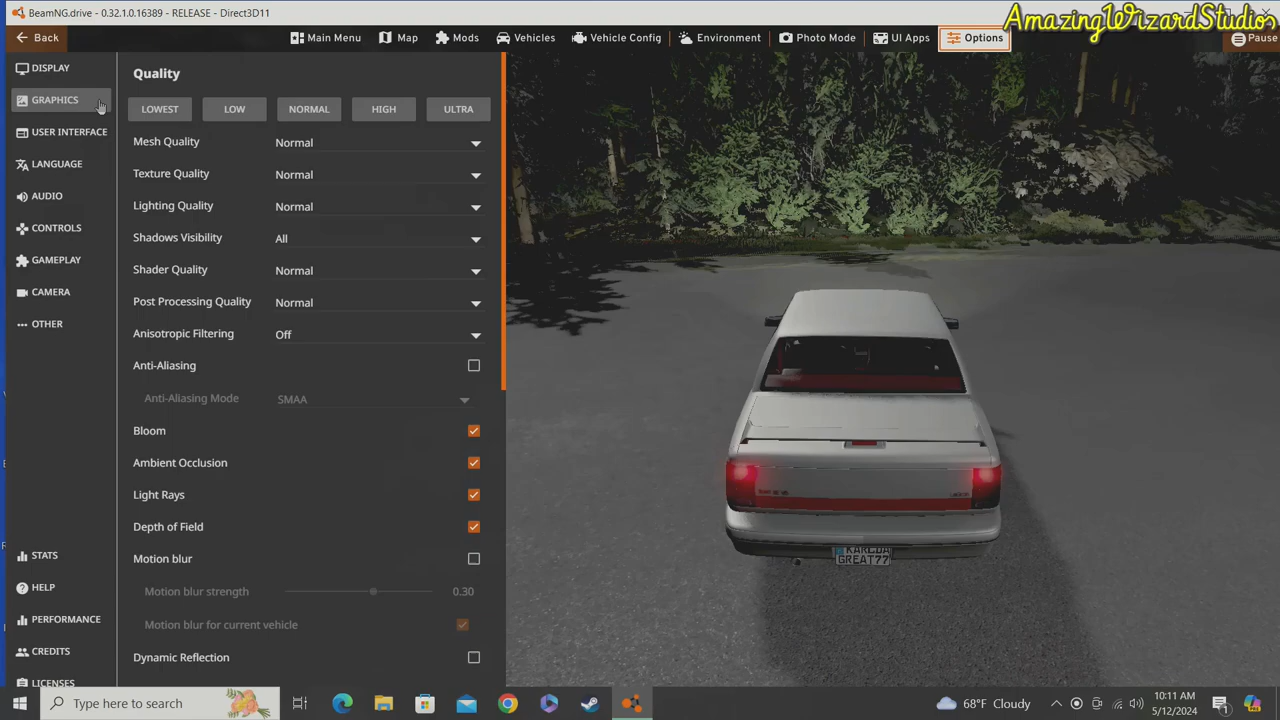 BeamNG.drive - 0.32.1.0.16389 - RELEASE - Direct3D11
AmazingWizardStudios
Back
Main Menu
Map
Mods
Vehicles
Vehicle Config
Environment
Photo Mode
UI Apps
Options
Pause
DISPLAY
GRAPHICS
USER INTERFACE
LANGUAGE
AUDIO
CONTROLS
GAMEPLAY
CAMERA
OTHER
STATS
HELP
PERFORMANCE
CREDITS
LICENSES
Quality
LOWEST LOW NORMAL HIGH ULTRA
Mesh Quality Normal
Texture Quality Normal
Lighting Quality Normal
Shadows Visibility All
Shader Quality Normal
Post Processing Quality Normal
Anisotropic Filtering Off
Anti-Aliasing
Anti-Aliasing Mode SMAA
Bloom
Ambient Occlusion
Light Rays
Depth of Field
Motion blur
Motion blur strength 0.30
Motion blur for current vehicle
Dynamic Reflection
KARLDA
GREAT??
Type here to search
68°F Cloudy
10:11 AM
5/12/2024